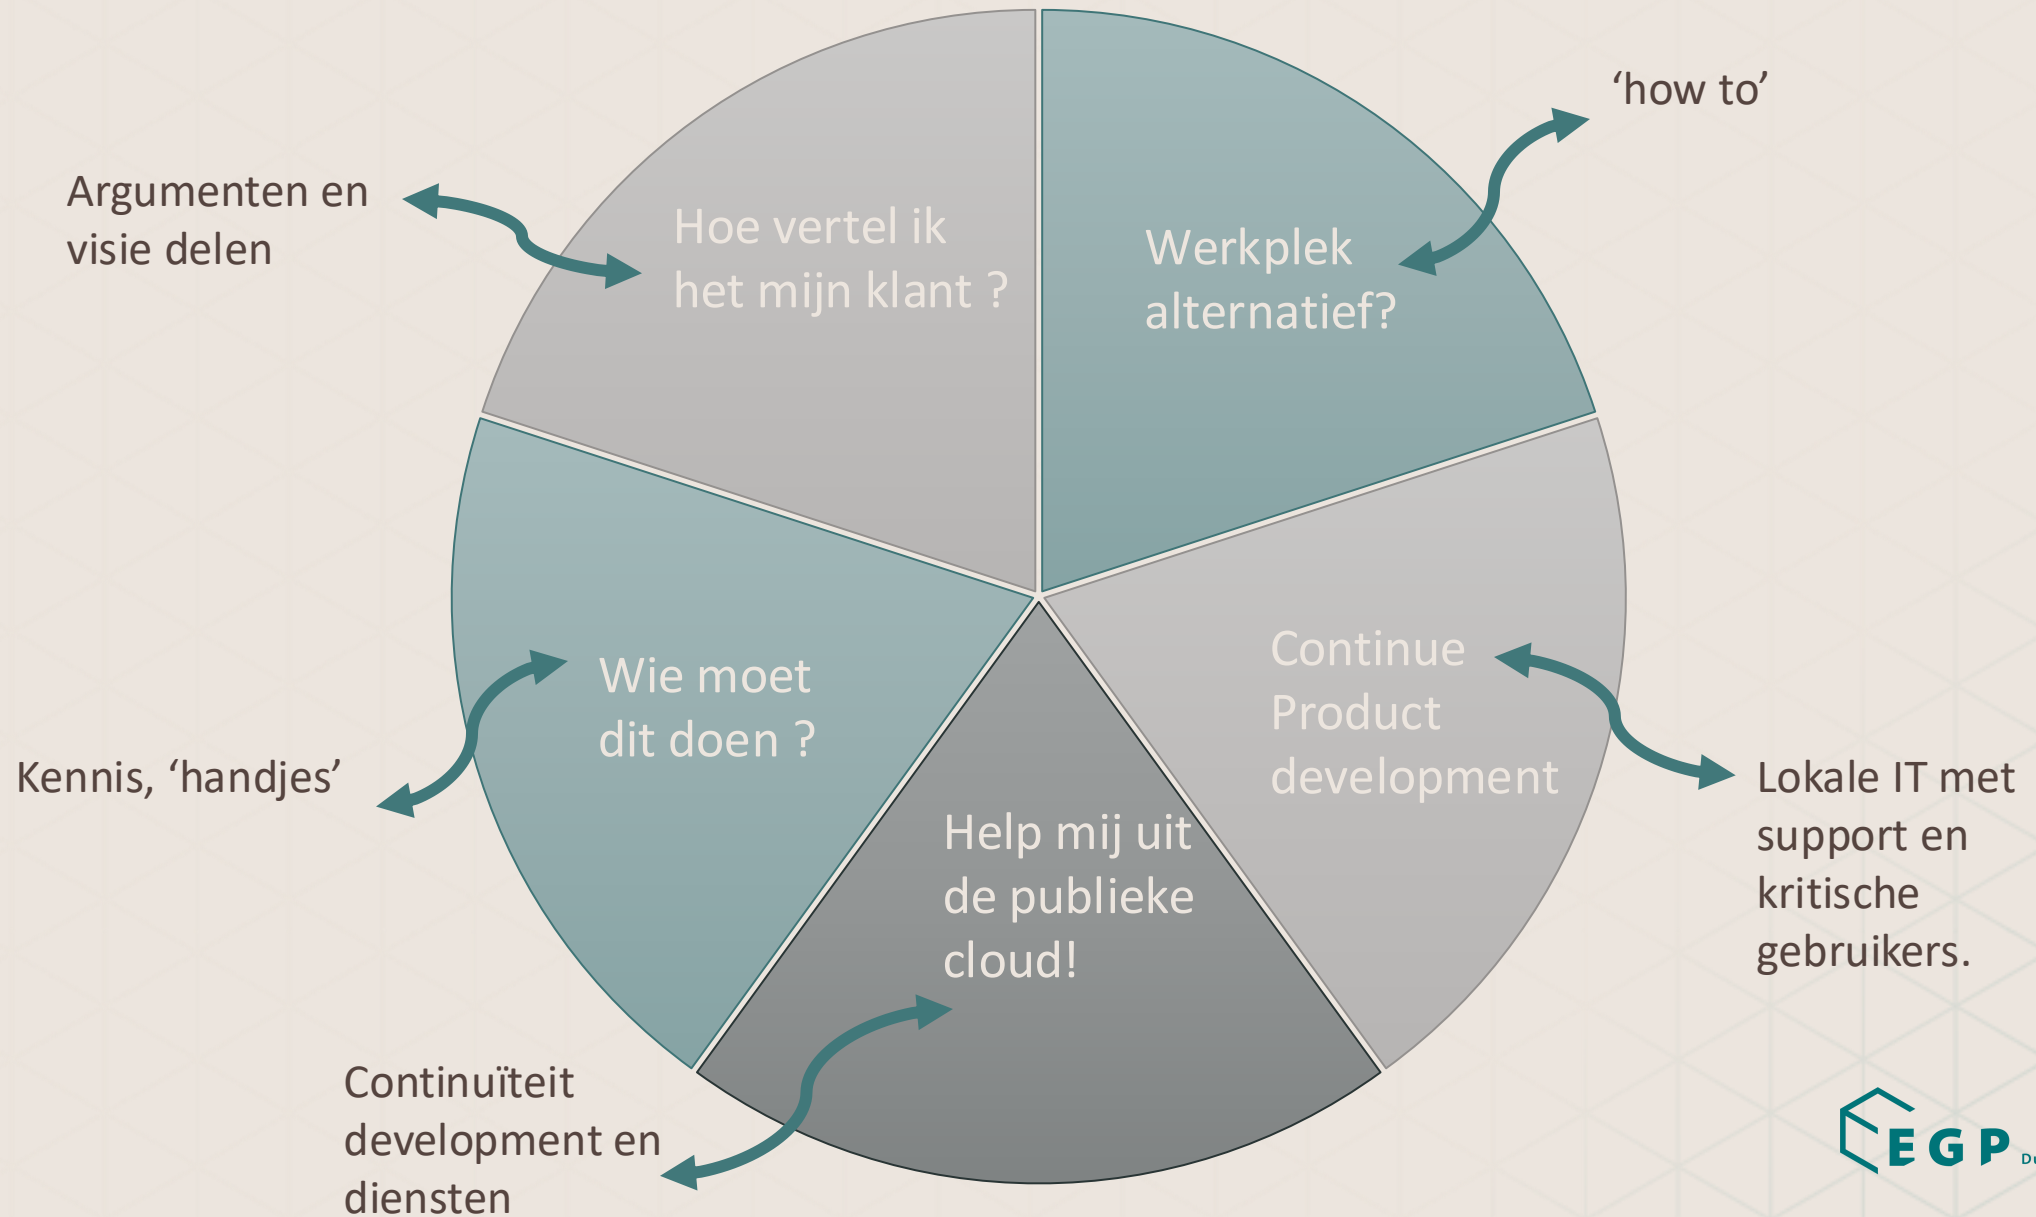 'how to'
Argumenten en
visie delen
Hoe vertel ik
het mijn klant ?
Werkplek
alternatief?
Continue
Product
development
Wie moet
dit doen ?
Kennis, 'handjes'
Lokale IT met
support en
kritische
gebruikers.
Help mij uit
de publieke
cloud!
Continuïteit
development en
diensten
EGP